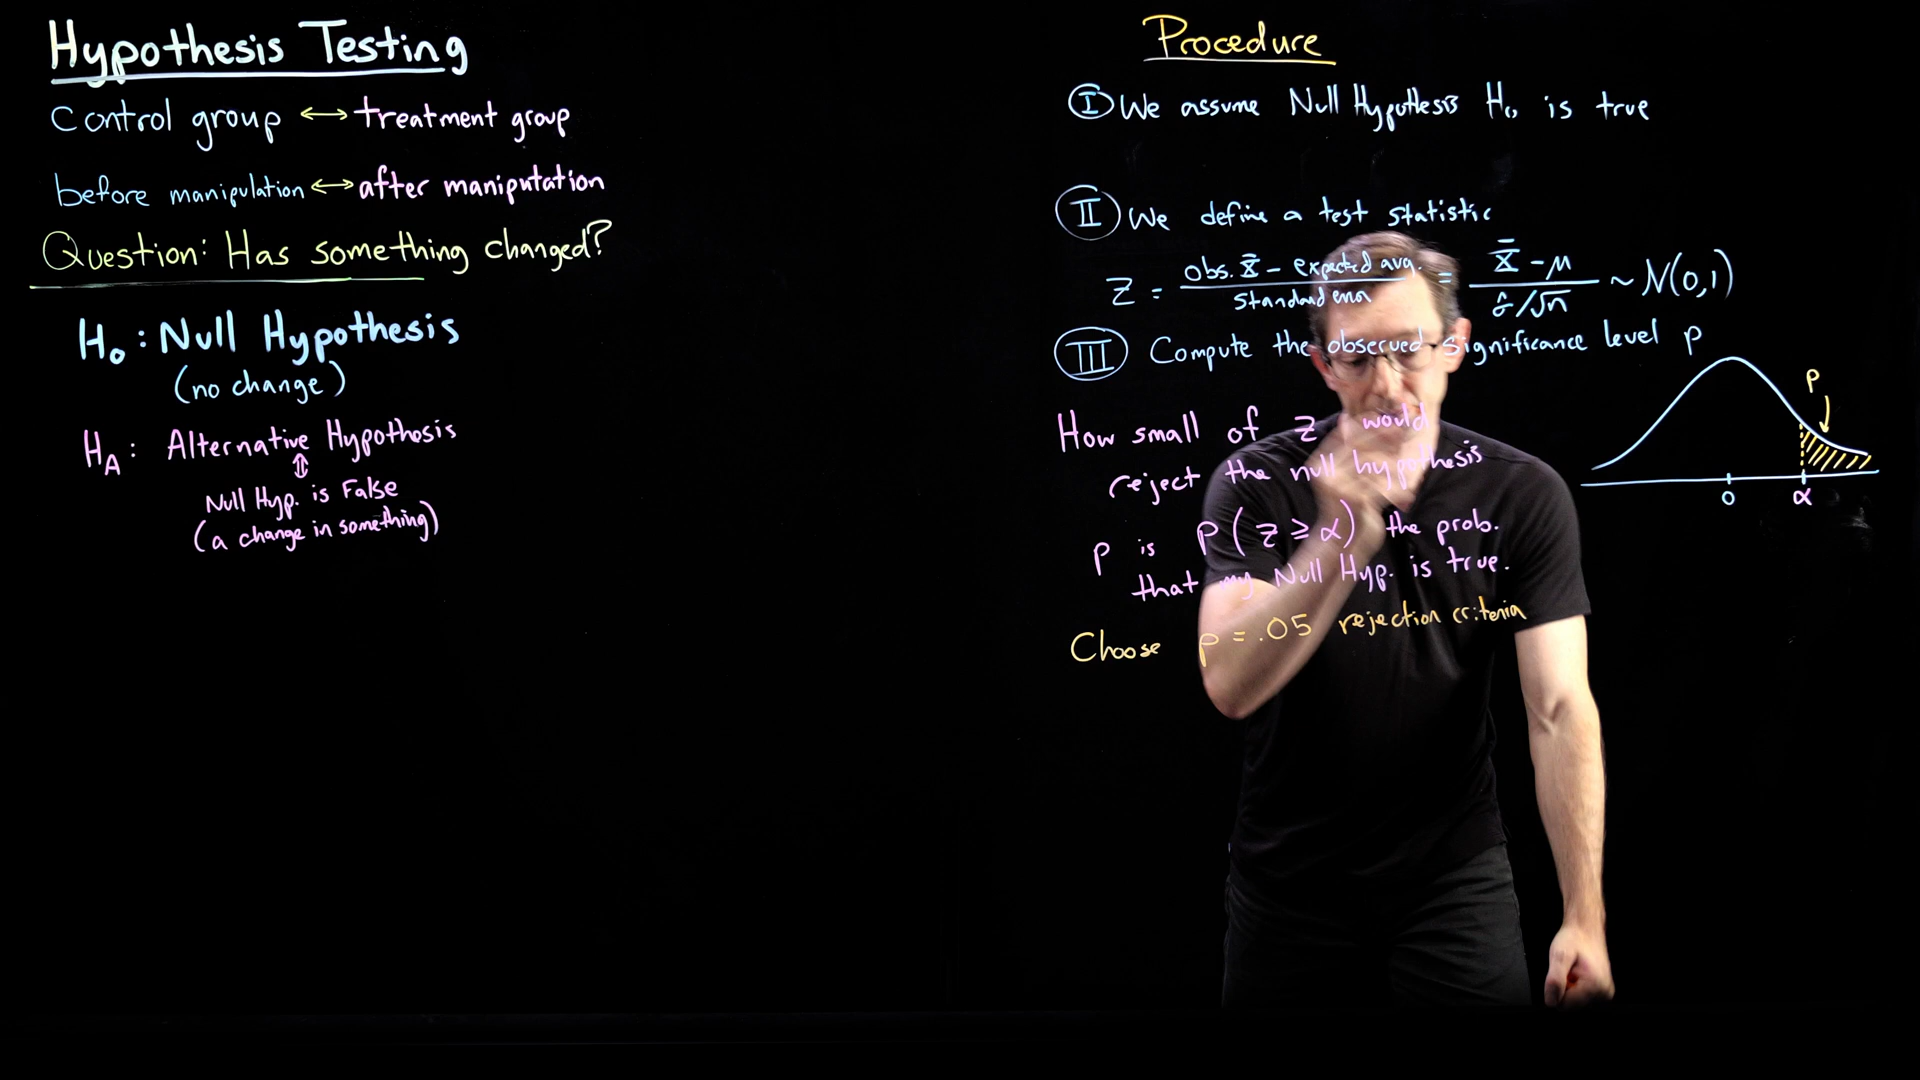 Hypothesis Testing
Control group ↔ treatment group
before manipulation ↔ after manipulation
Question: Has something changed?
H₀: Null Hypothesis
(no change)
H_A: Alternative Hypothesis
⇕
Null Hyp. is False
(a change in something)
Procedure
I We assume Null Hypothesis H₀ is true
II We define a test statistic
Z = (obs. X̄ - expected avg.) / (standard error) = (X̄ - μ) / (σ̂/√n) ~ N(0,1)
III Compute the observed significance level p
How small of z would
reject the null hypothesis
p is P(z ≥ α) the prob.
that my Null Hyp. is true.
Choose p = .05 rejection criteria
p
0 α